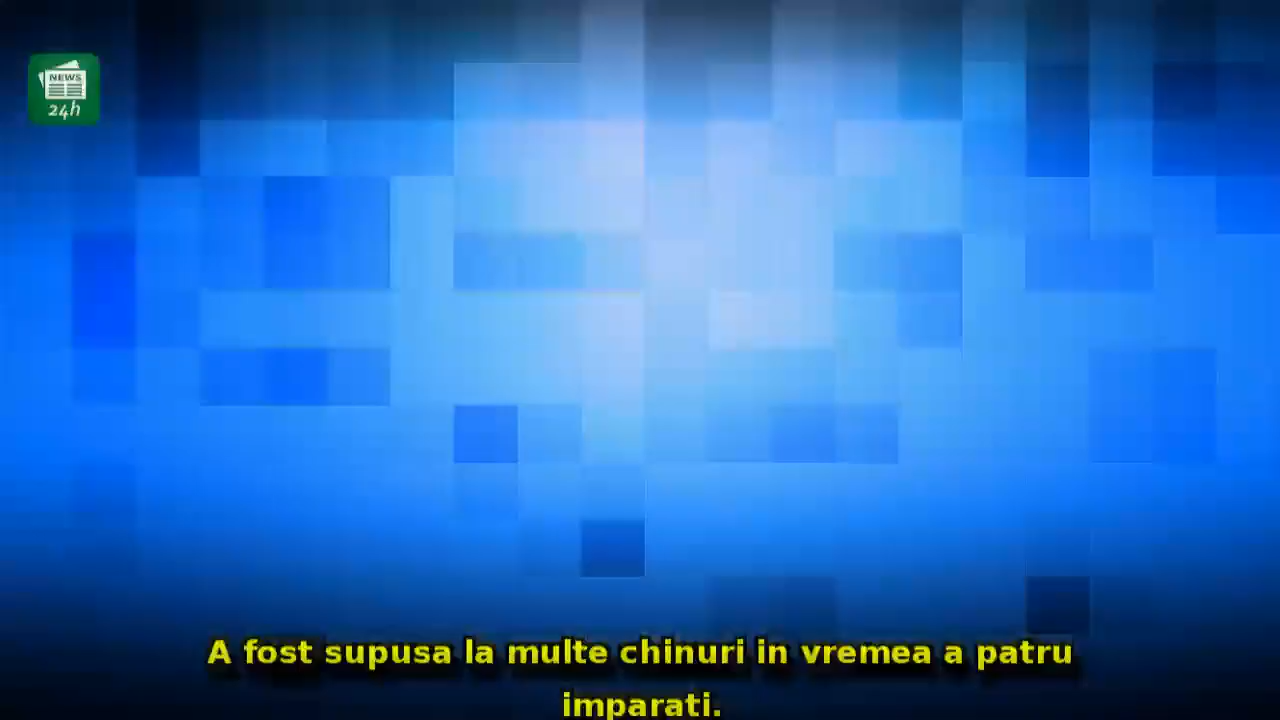 NEWS
24h
A fost supusa la multe chinuri in vremea a patru
imparati.